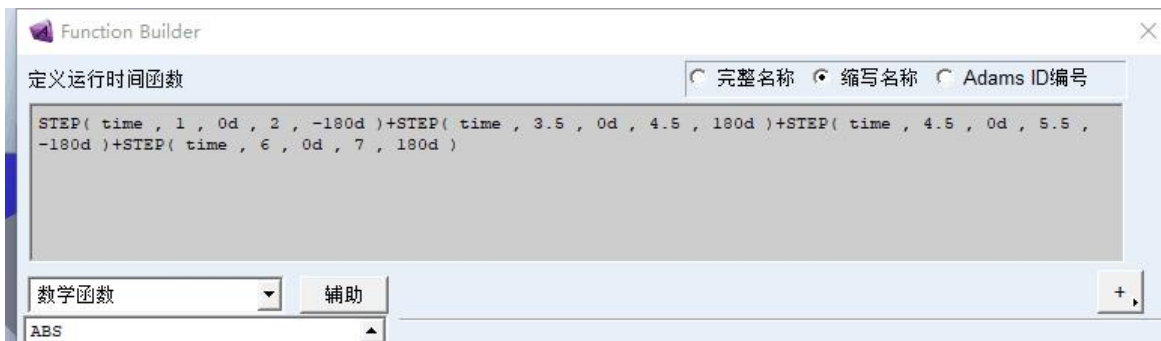 Function Builder
定义运行时间函数
完整名称 缩写名称 Adams ID编号
STEP( time , 1 , 0d , 2 , -180d )+STEP( time , 3.5 , 0d , 4.5 , 180d )+STEP( time , 4.5 , 0d , 5.5 ,
-180d )+STEP( time , 6 , 0d , 7 , 180d )
数学函数 辅助 +
ABS